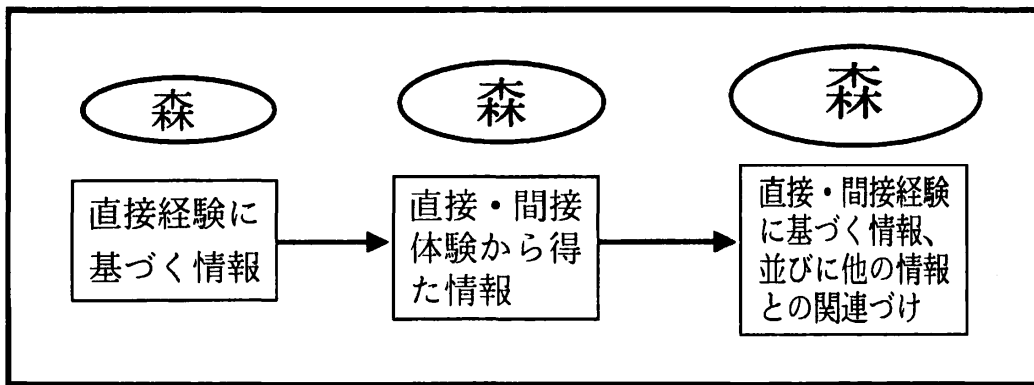 森
森
森
直接経験に
基づく情報
直接・間接
体験から得
た情報
直接・間接経験
に基づく情報、
並びに他の情報
との関連づけ